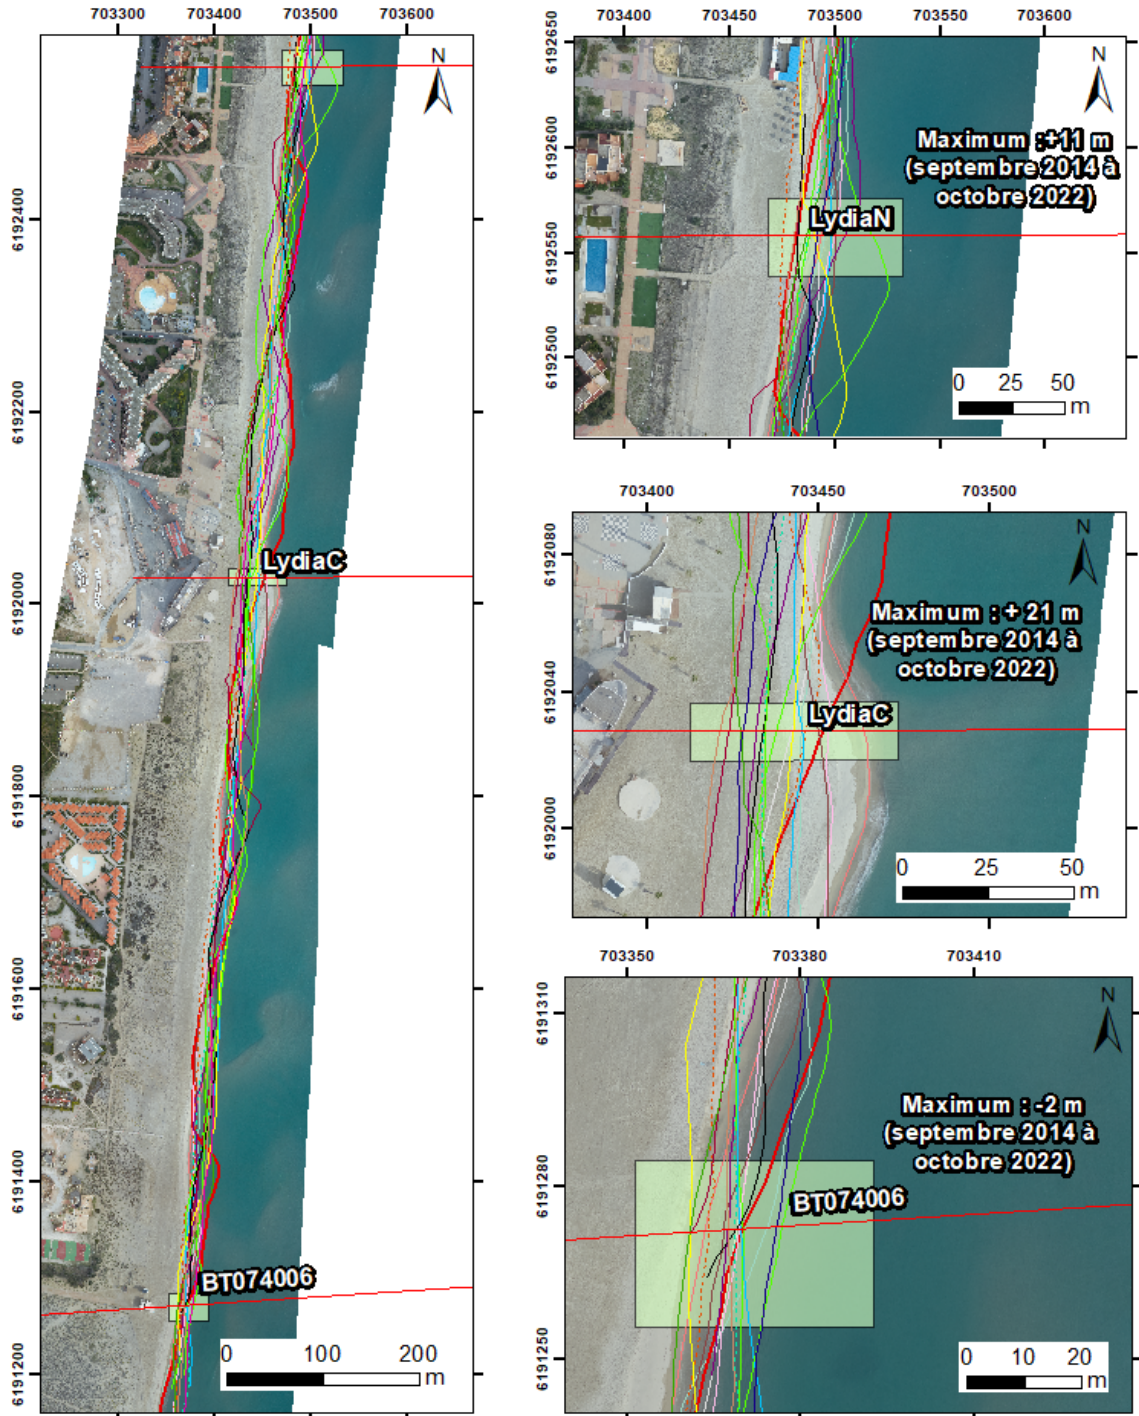 703300 703400 703500 703600
N
6192400
6192200
6192000
6191800
6191600
6191400
6191200
LydiaC
BT074006
0 100 200
m
703400 703450 703500 703550 703600
N
6192650
6192600
6192550
6192500
Maximum :+11 m
(septembre 2014 à
octobre 2022)
LydiaN
0 25 50
m
703400 703450 703500
N
6192080
6192040
6192000
Maximum : + 21 m
(septembre 2014 à
octobre 2022)
LydiaC
0 25 50
m
703350 703380 703410
N
6191310
6191280
6191250
Maximum : -2 m
(septembre 2014 à
octobre 2022)
BT074006
0 10 20
m